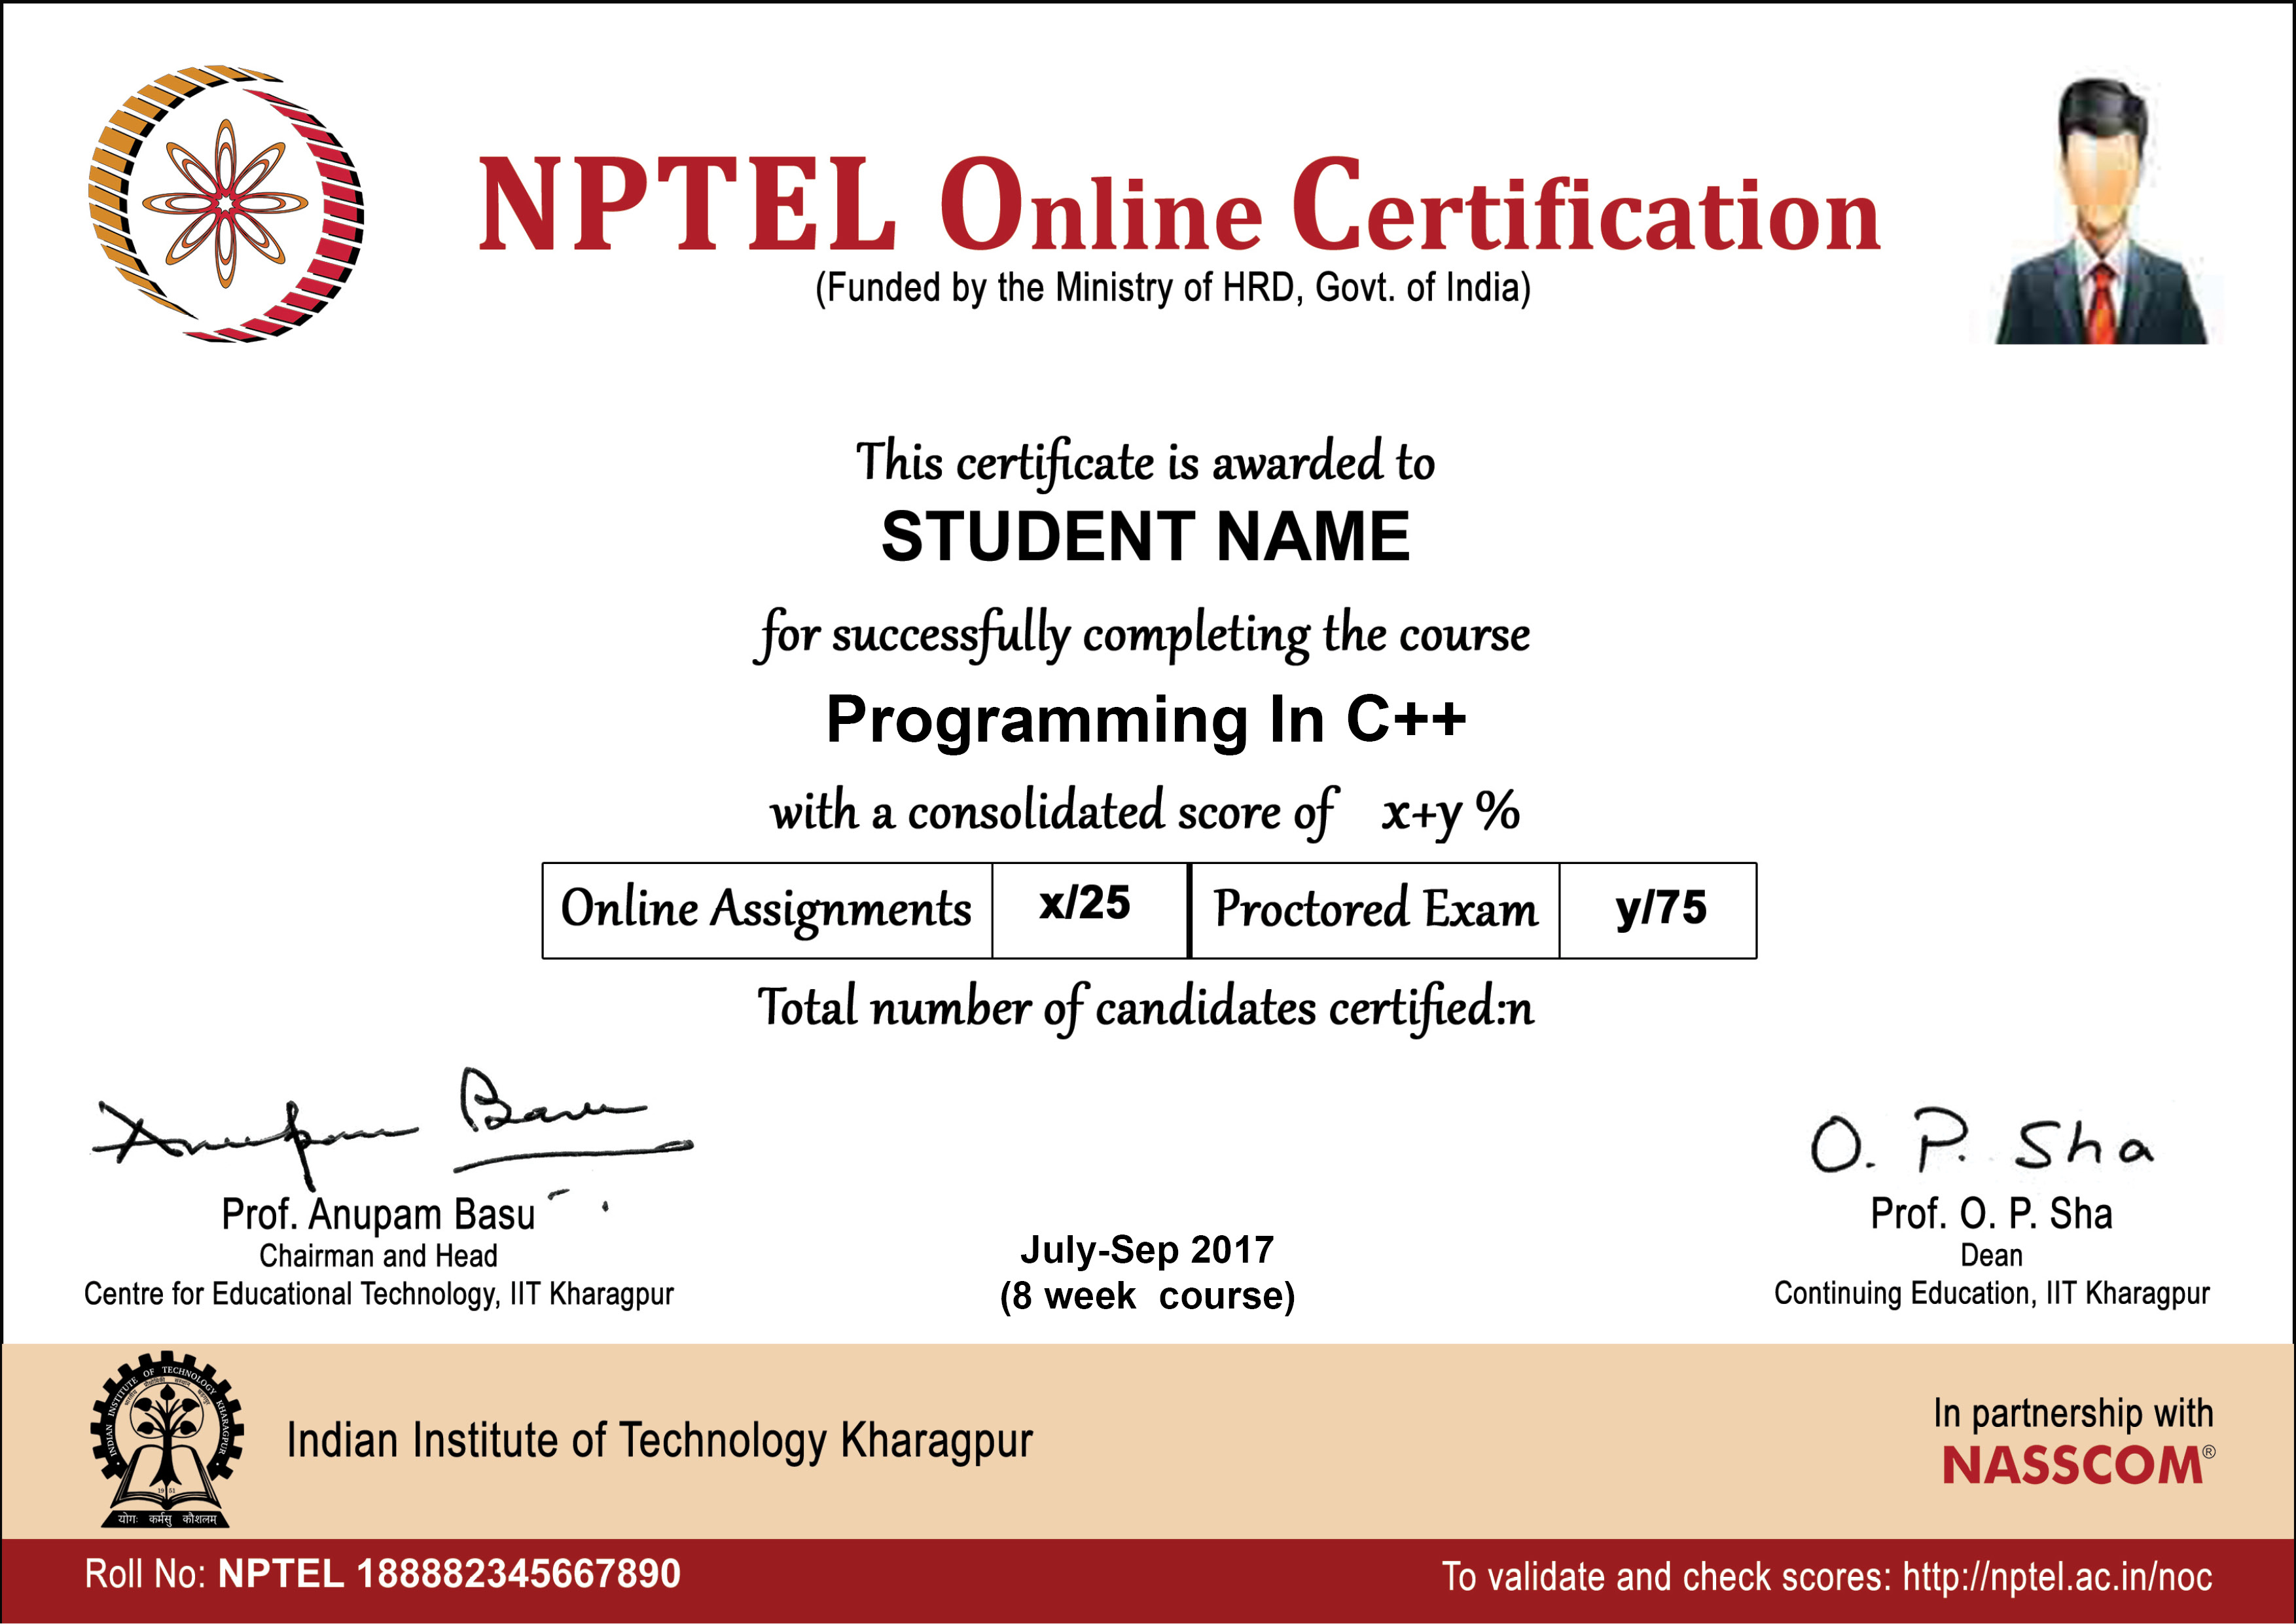 NPTEL Online Certification
(Funded by the Ministry of HRD, Govt. of India)
This certificate is awarded to
STUDENT NAME
for successfully completing the course
Programming In C++
with a consolidated score of x+y %
Online Assignments x/25 Proctored Exam y/75
Total number of candidates certified:n
Anupam Basu
Prof. Anupam Basu
Chairman and Head
Centre for Educational Technology, IIT Kharagpur
July-Sep 2017
(8 week course)
O. P. Sha
Prof. O. P. Sha
Dean
Continuing Education, IIT Kharagpur
INDIAN INSTITUTE OF TECHNOLOGY KHARAGPUR
19 51
योगः कर्मसु कौशलम्
Indian Institute of Technology Kharagpur
In partnership with
NASSCOM®
Roll No: NPTEL 188882345667890
To validate and check scores: http://nptel.ac.in/noc